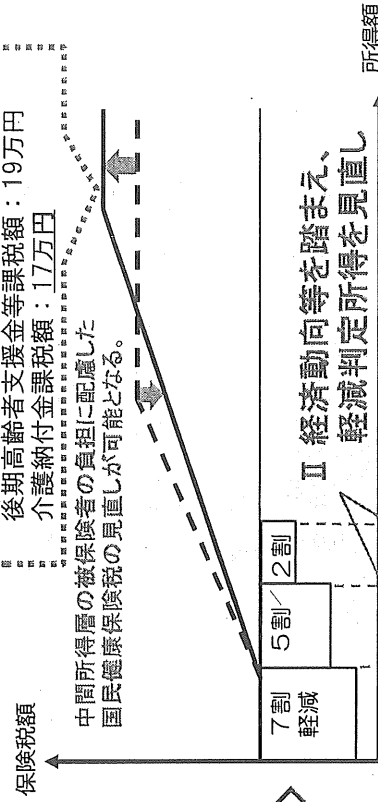 後期高齢者支援金等課税額：19万円
介護納付金課税額：17万円
保険税額
中間所得層の被保険者の負担に配慮した
国民健康保険税の見直しが可能となる。
7割
軽減
5割
2割
Ⅱ 経済動向等を踏まえ、
軽減判定所得を見直し
所得額